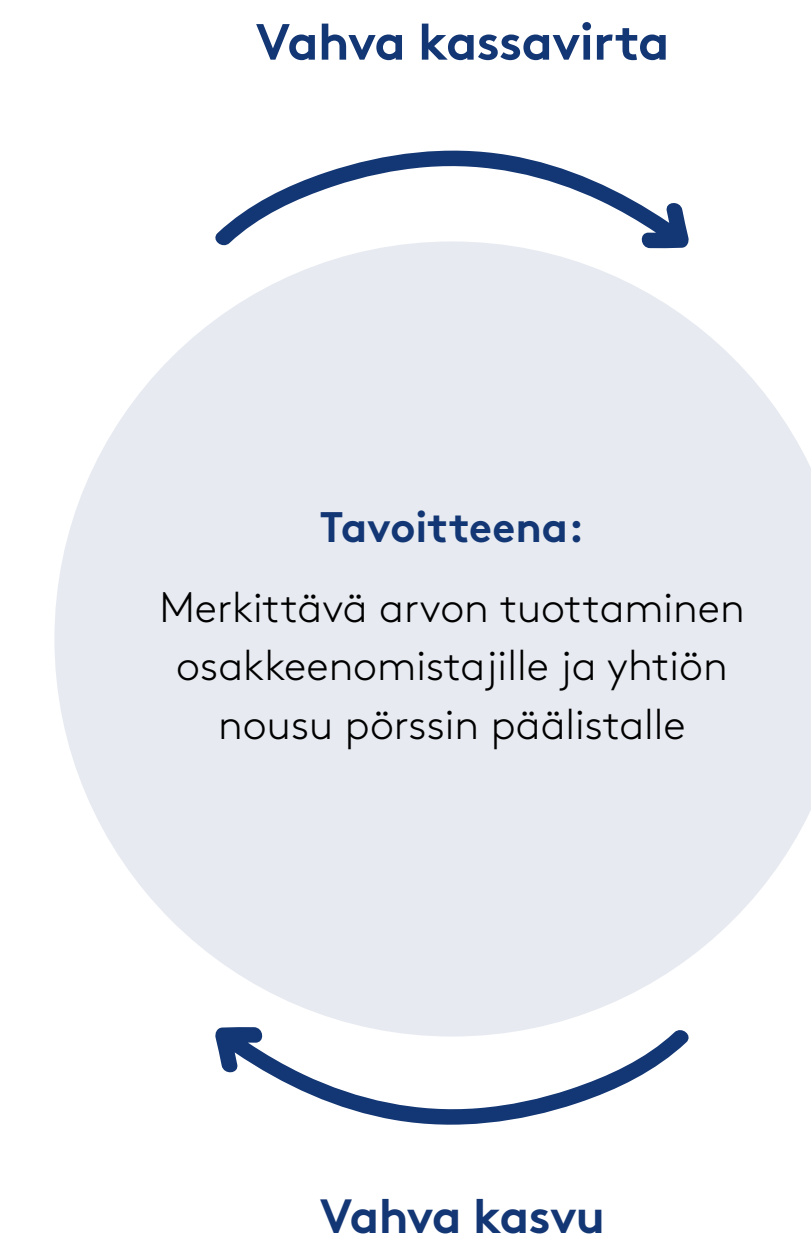 Vahva kassavirta
Tavoitteena:
Merkittävä arvon tuottaminen
osakkeenomistajille ja yhtiön
nousu pörssin päälistalle
Vahva kasvu